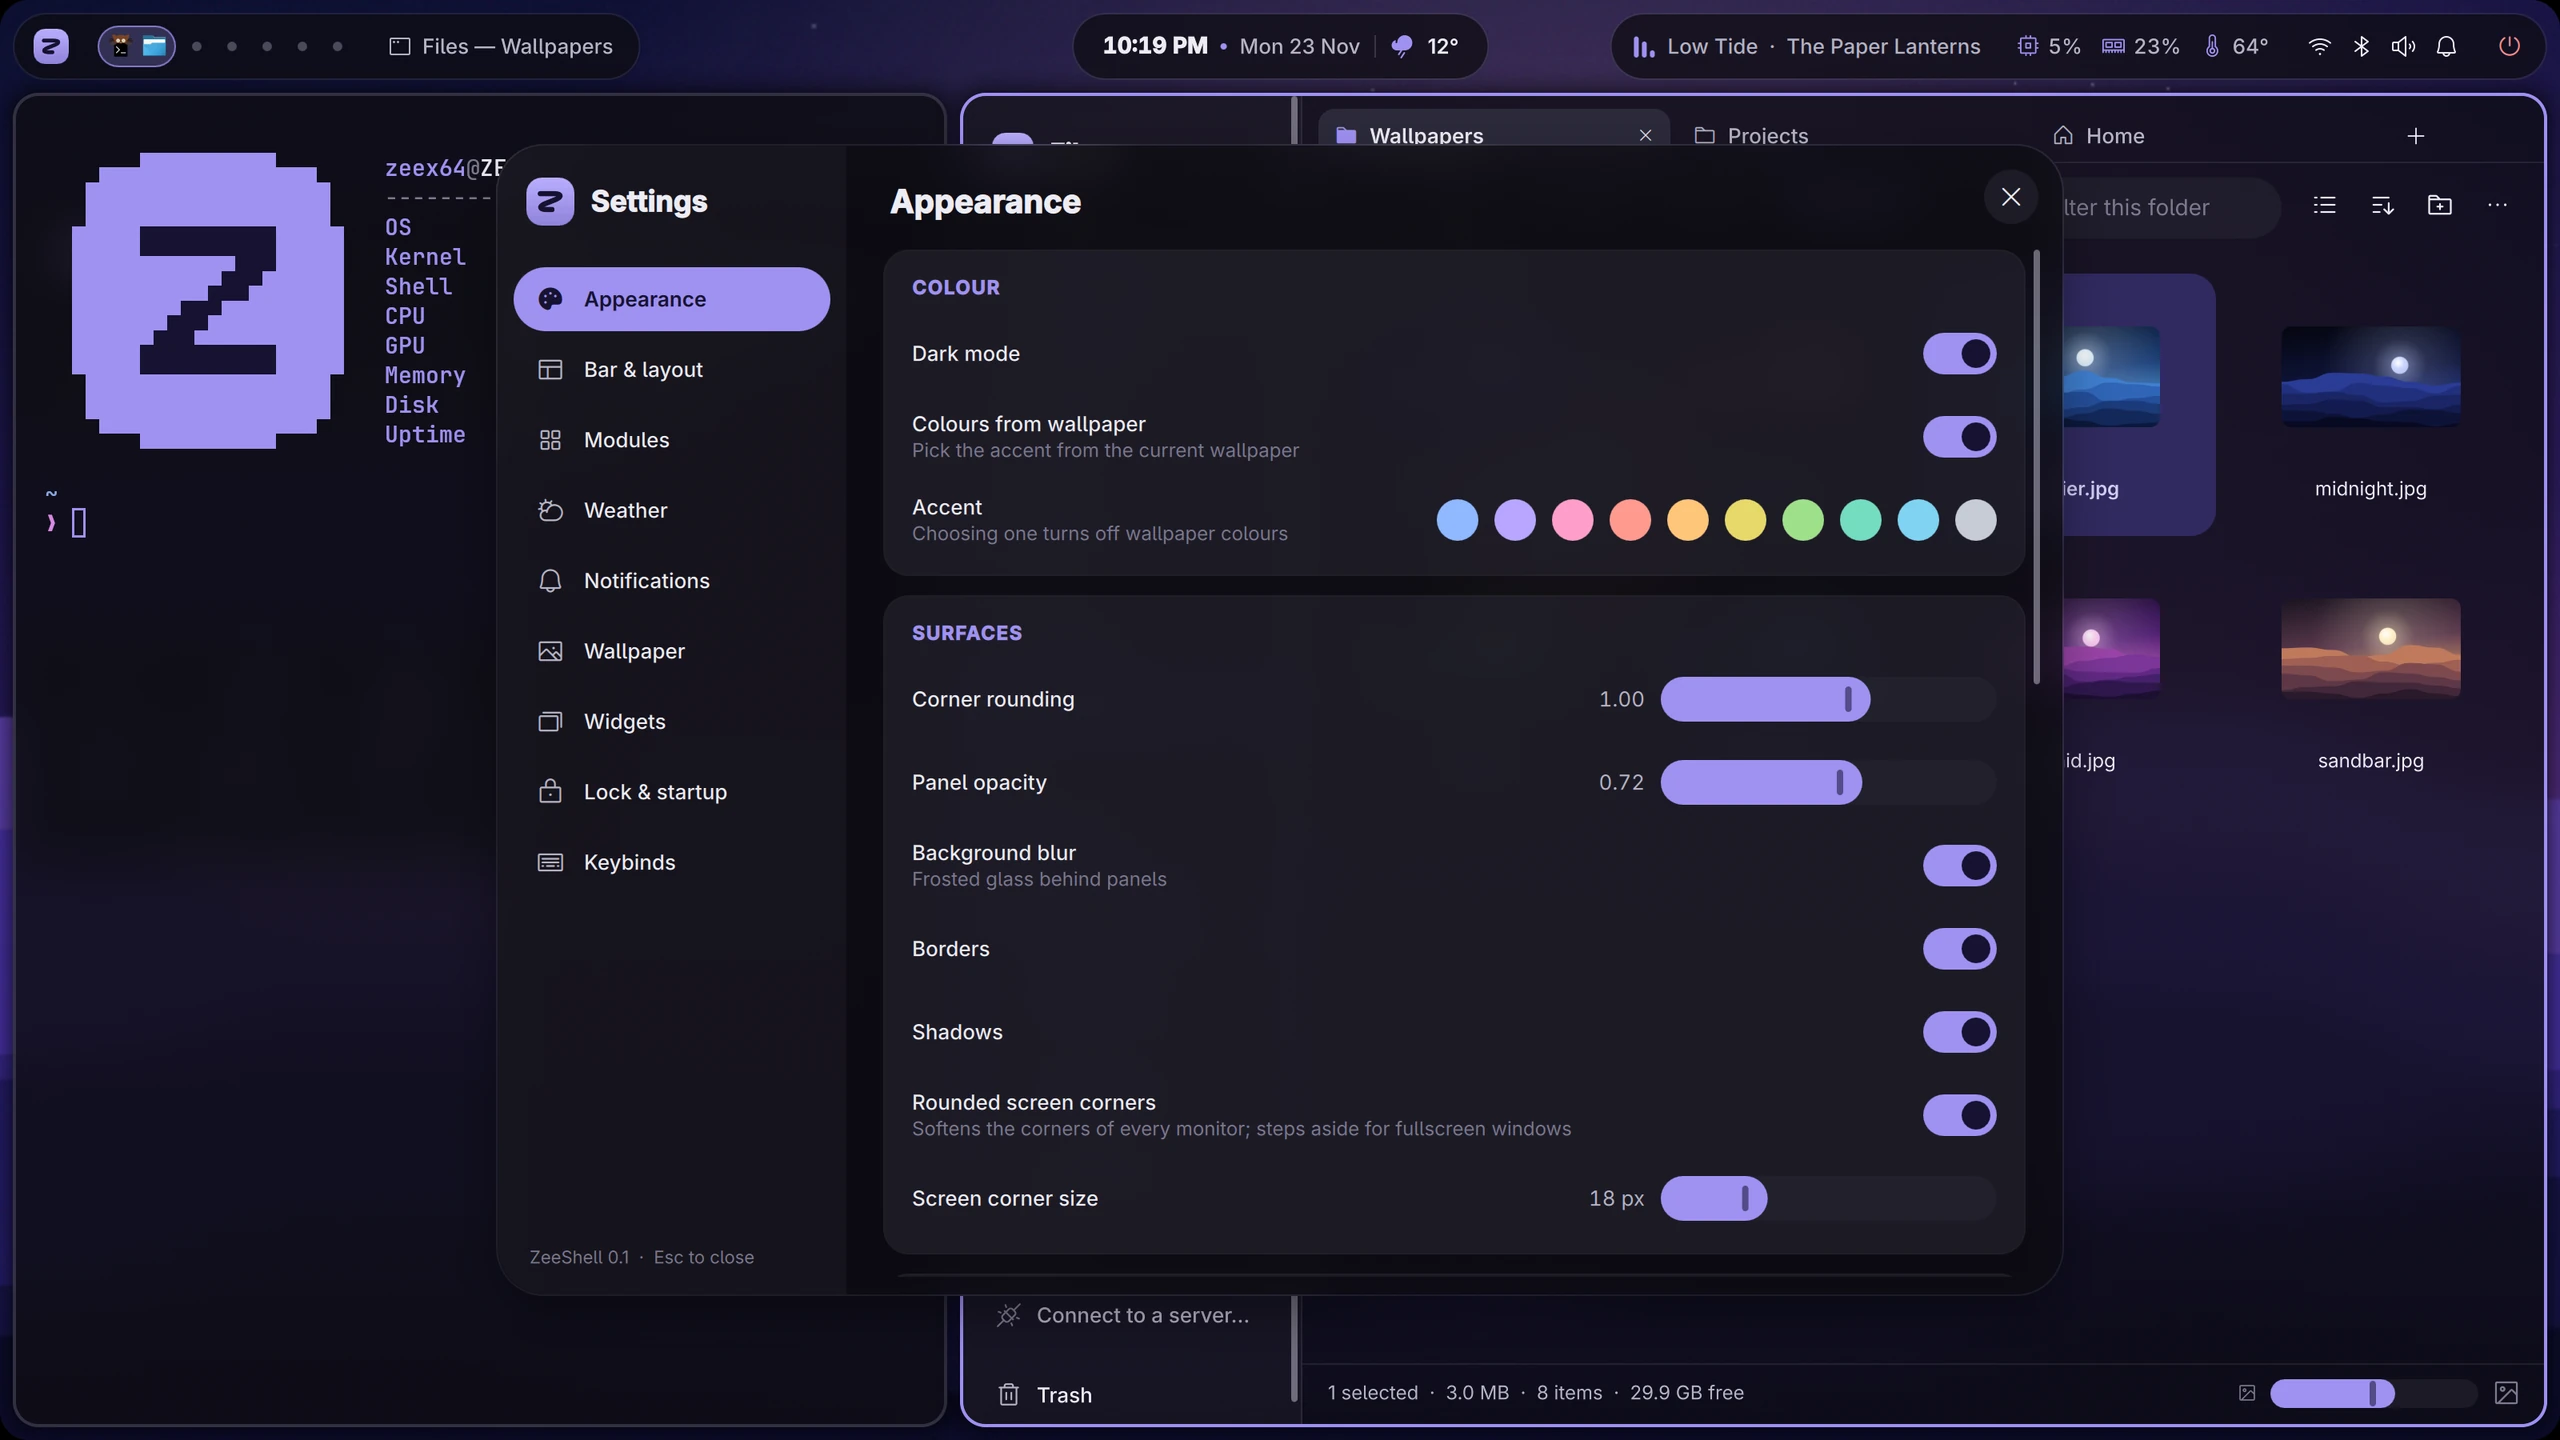 Files — Wallpapers
10:19 PM • Mon 23 Nov 12°
Low Tide · The Paper Lanterns 5% 23% 64°
Wallpapers
Projects
Home
zeex64@ZE
--------
OS
Kernel
Shell
CPU
GPU
Memory
Disk
Uptime
~
❯
Settings
Appearance
Bar & layout
Modules
Weather
Notifications
Wallpaper
Widgets
Lock & startup
Keybinds
ZeeShell 0.1 · Esc to close
Appearance
COLOUR
Dark mode
Colours from wallpaper
Pick the accent from the current wallpaper
Accent
Choosing one turns off wallpaper colours
SURFACES
Corner rounding 1.00
Panel opacity 0.72
Background blur
Frosted glass behind panels
Borders
Shadows
Rounded screen corners
Softens the corners of every monitor; steps aside for fullscreen windows
Screen corner size 18 px
lter this folder
ier.jpg
midnight.jpg
id.jpg
sandbar.jpg
Connect to a server...
Trash
1 selected · 3.0 MB · 8 items · 29.9 GB free